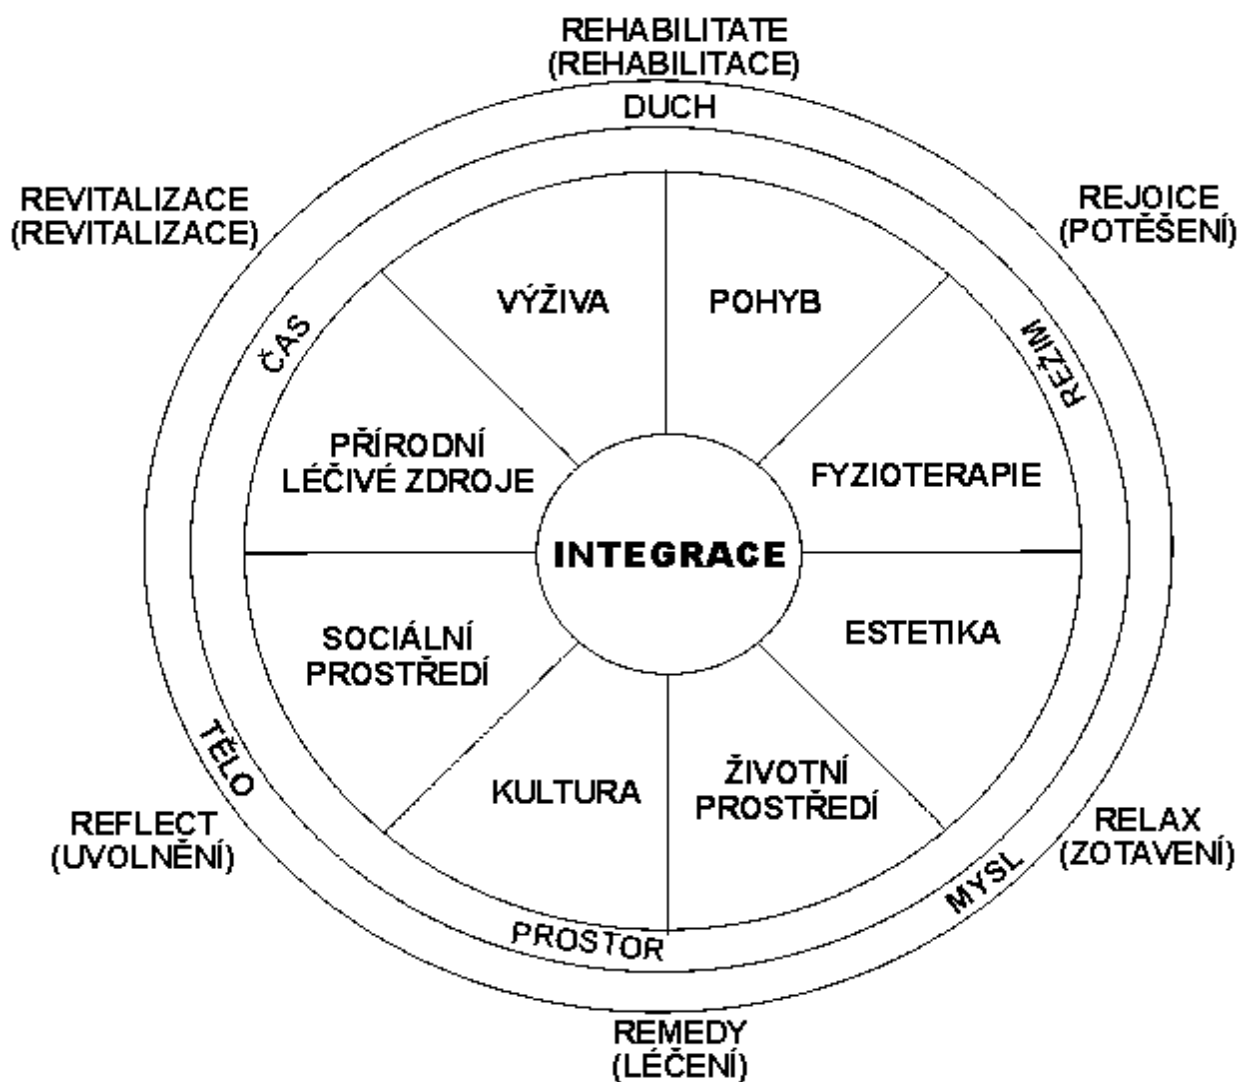 REHABILITATE
(REHABILITACE)
DUCH
REVITALIZACE
(REVITALIZACE)
REJOICE
(POTĚŠENÍ)
VÝŽIVA
POHYB
ČAS
REŽIM
PŘÍRODNÍ
LÉČIVÉ ZDROJE
FYZIOTERAPIE
INTEGRACE
SOCIÁLNÍ
PROSTŘEDÍ
ESTETIKA
TĚLO
KULTURA
ŽIVOTNÍ
PROSTŘEDÍ
REFLECT
(UVOLNĚNÍ)
RELAX
(ZOTAVENÍ)
MYSL
PROSTOR
REMEDY
(LÉČENÍ)